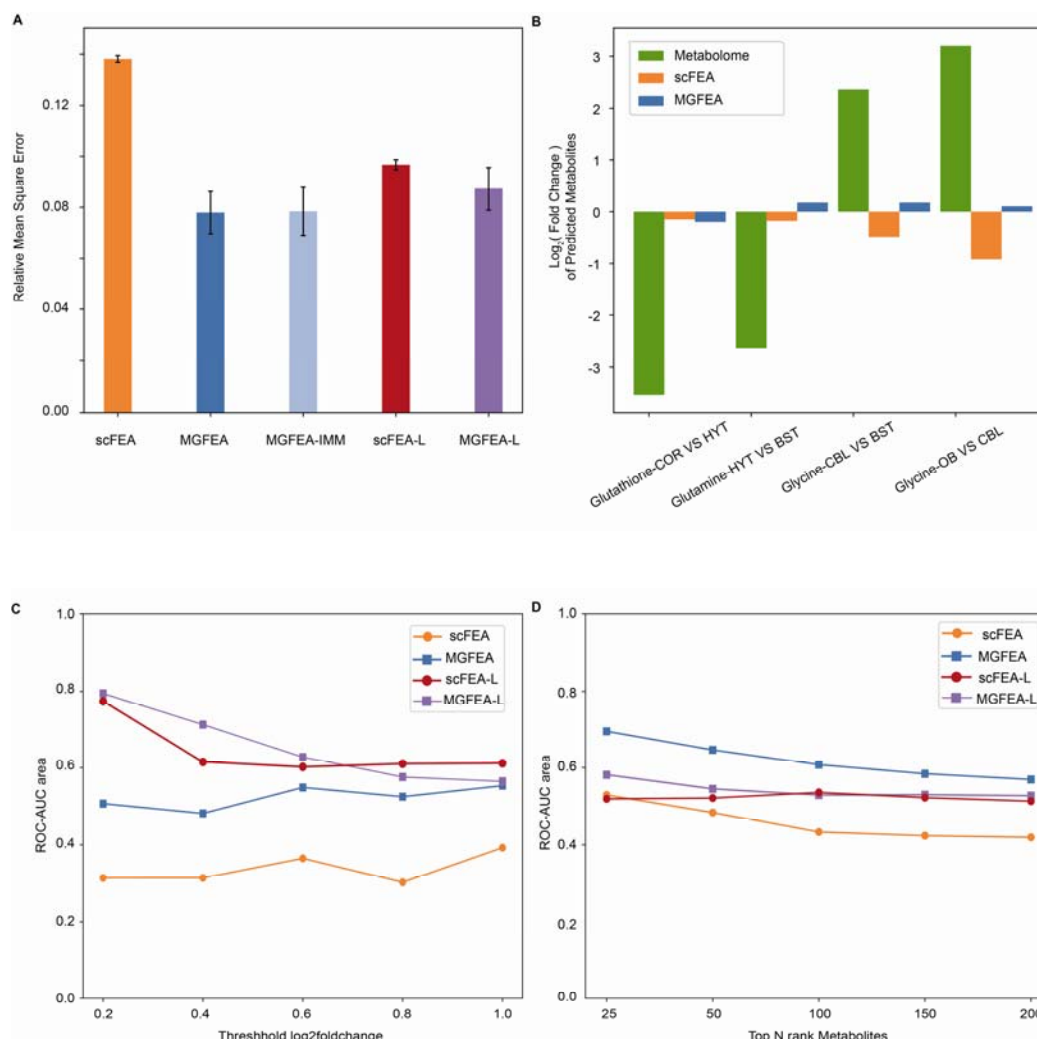 A
Relative Mean Square Error
0.12
0.08
0.04
0.00
scFEA
MGFEA
MGFEA-IMM
scFEA-L
MGFEA-L
B
Log2( Fold Change )
of Predicted Metabolites
3
2
1
0
-1
-2
-3
Metabolome
scFEA
MGFEA
Glutathione-COR VS HYT
Glutamine-HYT VS BST
Glycine-CBL VS BST
Glycine-OB VS CBL
C
ROC-AUC area
1.0
0.8
0.6
0.4
0.2
0.0
scFEA
MGFEA
scFEA-L
MGFEA-L
0.2
0.4
0.6
0.8
1.0
Threshhold log2foldchange
D
ROC-AUC area
1.0
0.8
0.6
0.4
0.2
0.0
scFEA
MGFEA
scFEA-L
MGFEA-L
25
50
100
150
200
Top N rank Metabolites